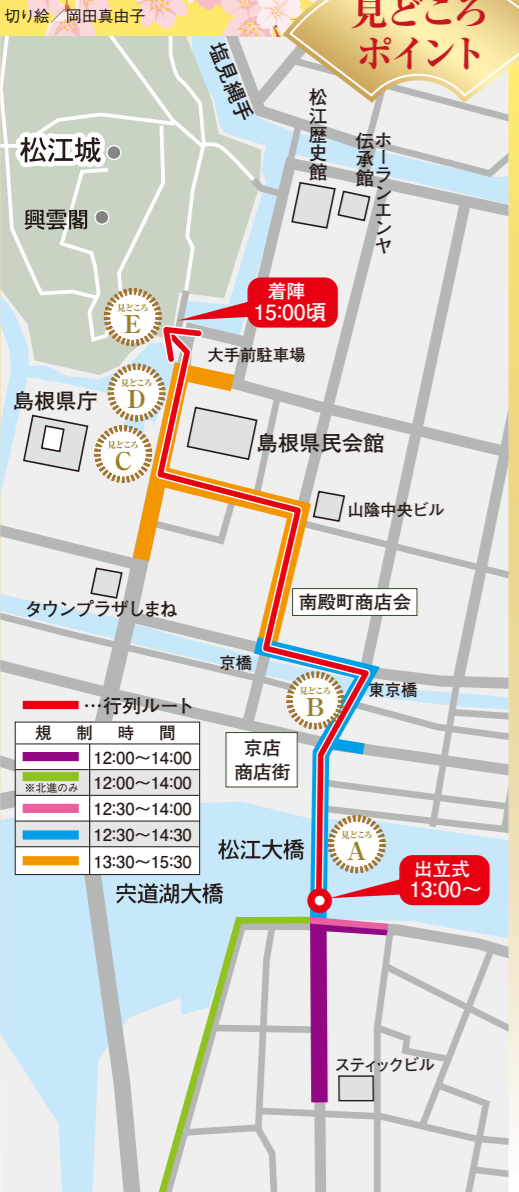 切り絵／岡田真由子
見どころ
ポイント
塩見縄手
松江歴史館
ホーランエンヤ
伝承館
松江城
興雲閣
着陣
15:00頃
見どころ
E
大手前駐車場
見どころ
D
島根県庁
島根県民会館
見どころ
C
山陰中央ビル
タウンプラザしまね
南殿町商店会
京橋
東京橋
見どころ
B
…行列ルート
規制時間
12:00〜14:00
※北進のみ
12:00〜14:00
12:30〜14:00
12:30〜14:30
13:30〜15:30
京店
商店街
松江大橋
見どころ
A
宍道湖大橋
出立式
13:00〜
スティックビル